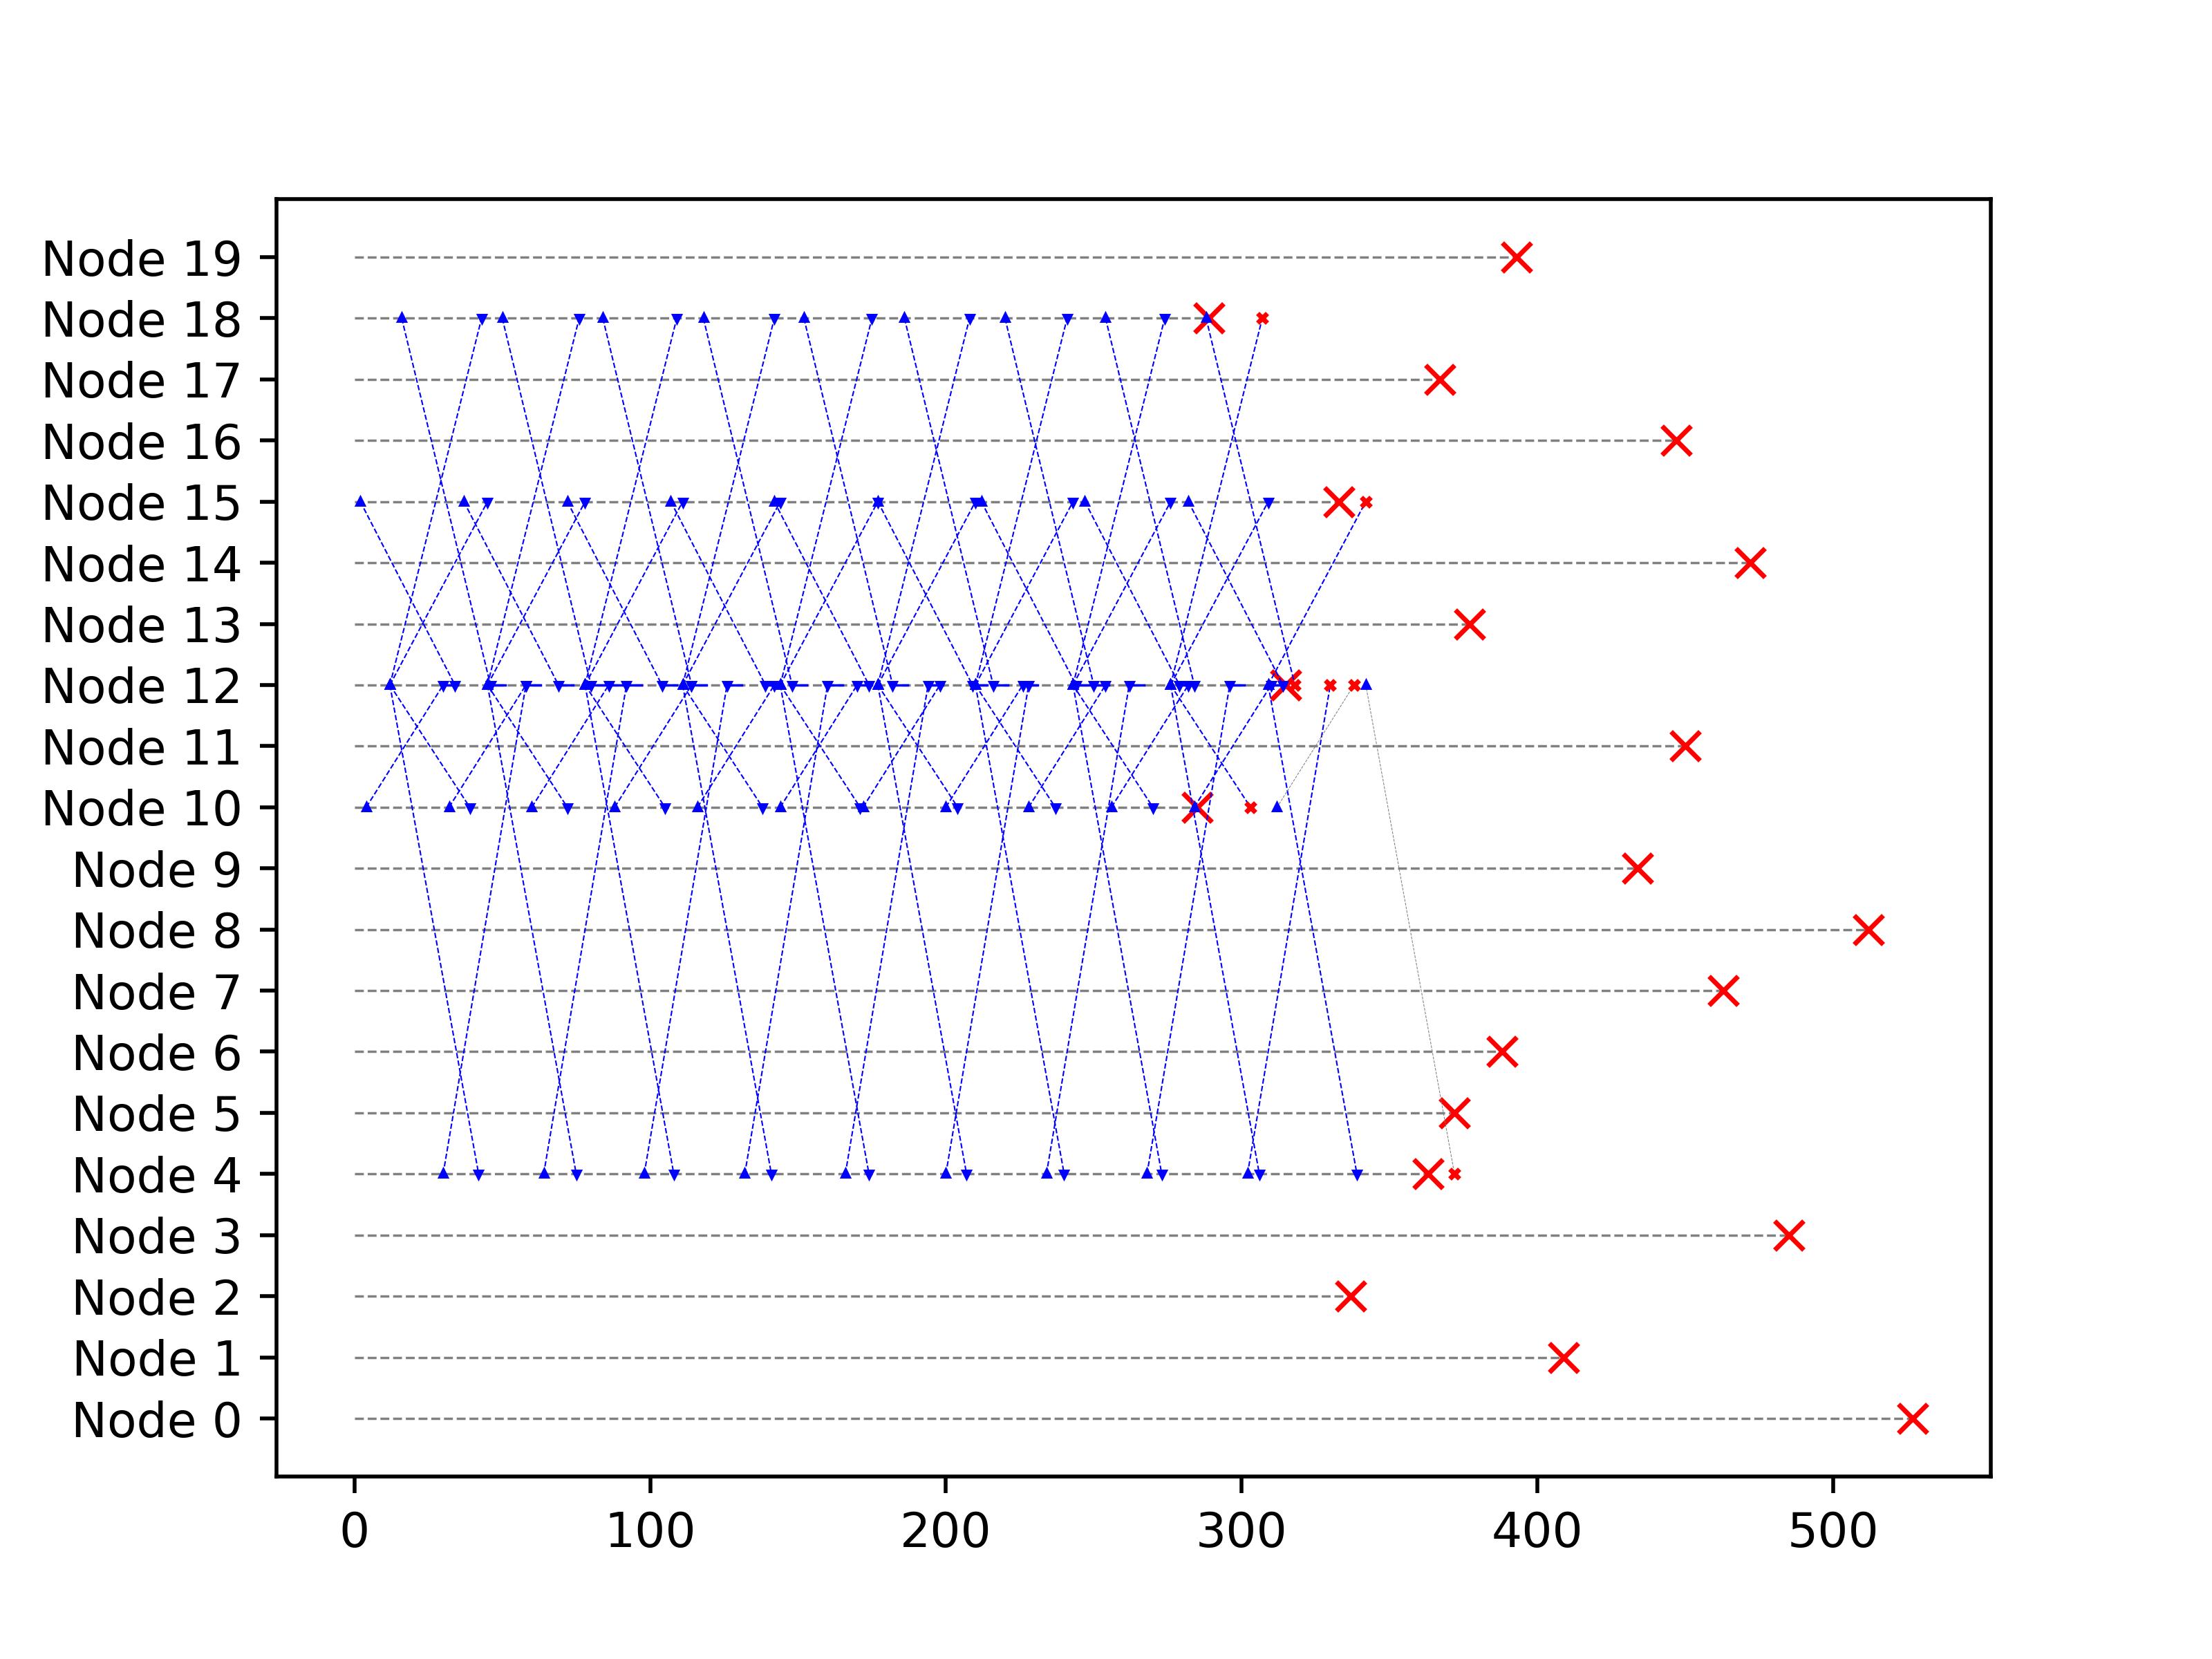 Node 19
Node 18
Node 17
Node 16
Node 15
Node 14
Node 13
Node 12
Node 11
Node 10
Node 9
Node 8
Node 7
Node 6
Node 5
Node 4
Node 3
Node 2
Node 1
Node 0
0 100 200 300 400 500